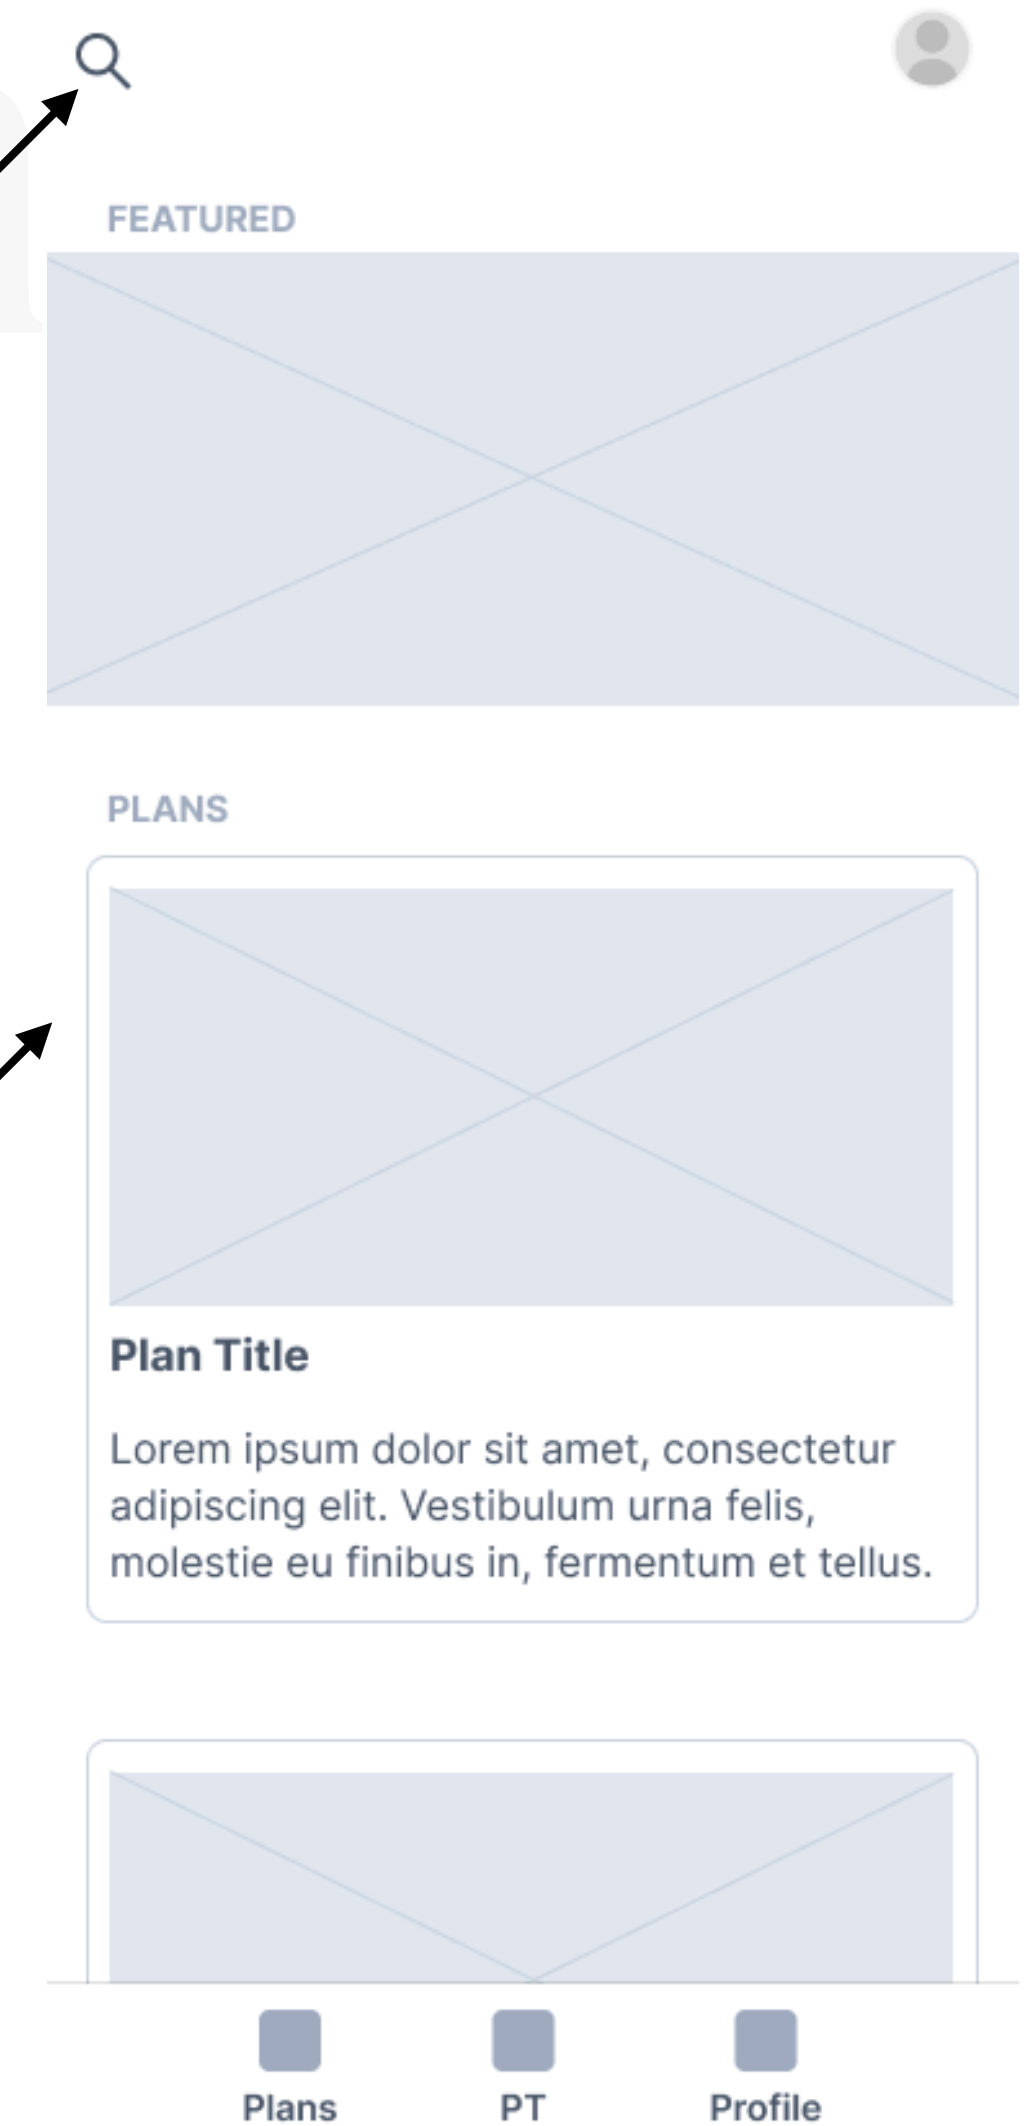 FEATURED
PLANS
Plan Title
Lorem ipsum dolor sit amet, consectetur
adipiscing elit. Vestibulum urna felis,
molestie eu finibus in, fermentum et tellus.
Plans
PT
Profile